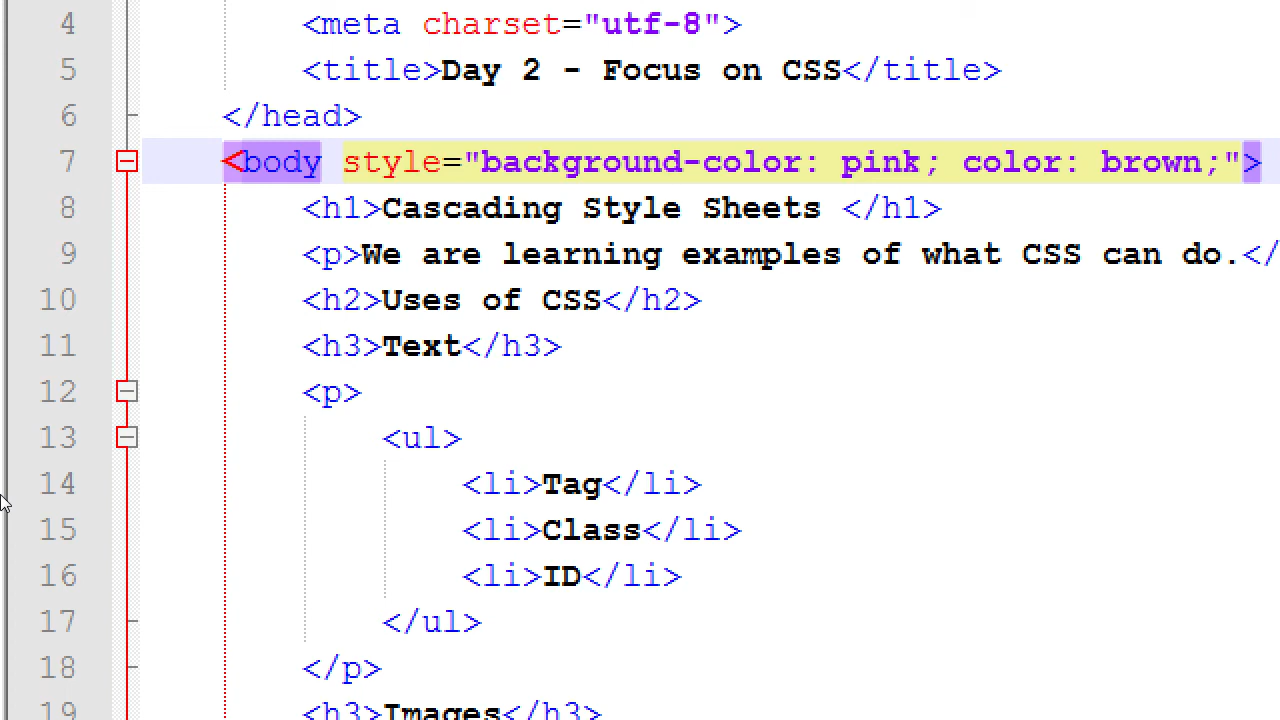 4 <meta charset="utf-8">
5 <title>Day 2 - Focus on CSS</title>
6 </head>
7 <body style="background-color: pink; color: brown;">
8 <h1>Cascading Style Sheets </h1>
9 <p>We are learning examples of what CSS can do.</
10 <h2>Uses of CSS</h2>
11 <h3>Text</h3>
12 <p>
13 <ul>
14 <li>Tag</li>
15 <li>Class</li>
16 <li>ID</li>
17 </ul>
18 </p>
19 <h3>Images</h3>